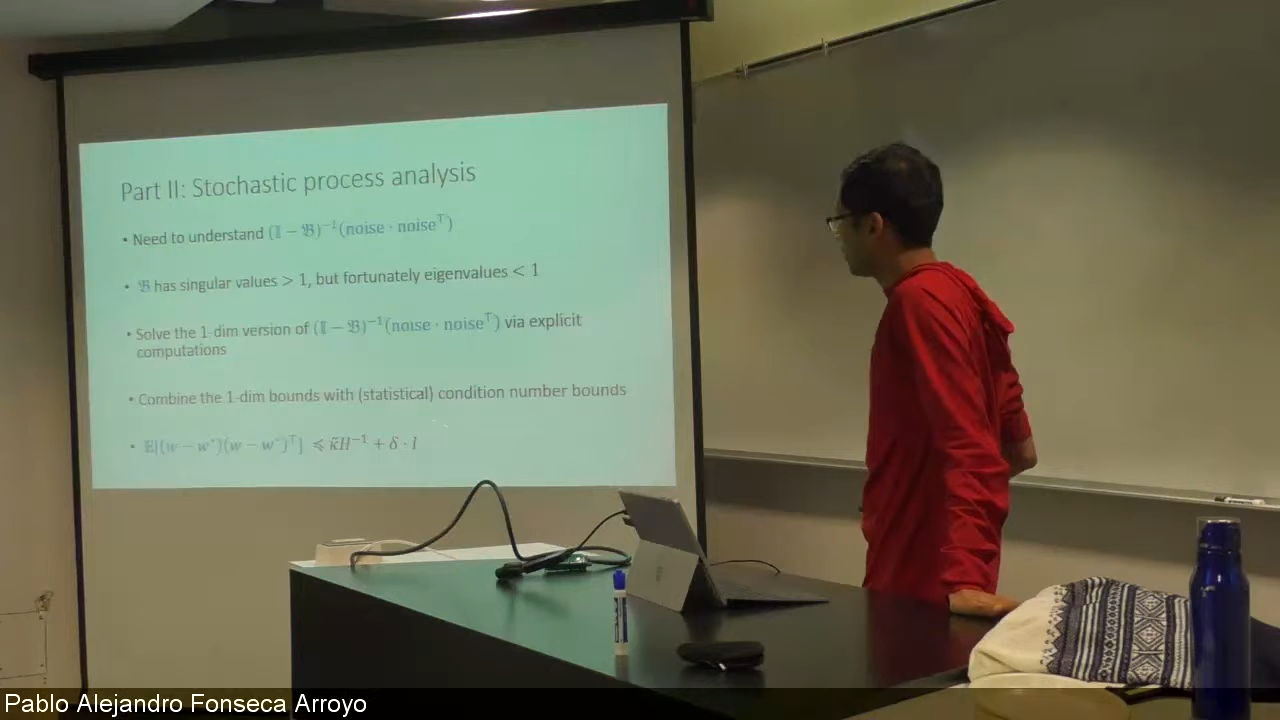 Part II: Stochastic process analysis
• Need to understand (𝕀 − 𝔅)⁻¹(noise · noiseᵀ)
• 𝔅 has singular values > 1, but fortunately eigenvalues < 1
• Solve the 1-dim version of (𝕀 − 𝔅)⁻¹(noise · noiseᵀ) via explicit
computations
• Combine the 1-dim bounds with (statistical) condition number bounds
• 𝔼[(w − w*)(w − w*)ᵀ] ≼ κ̃H⁻¹ + δ · I
Pablo Alejandro Fonseca Arroyo